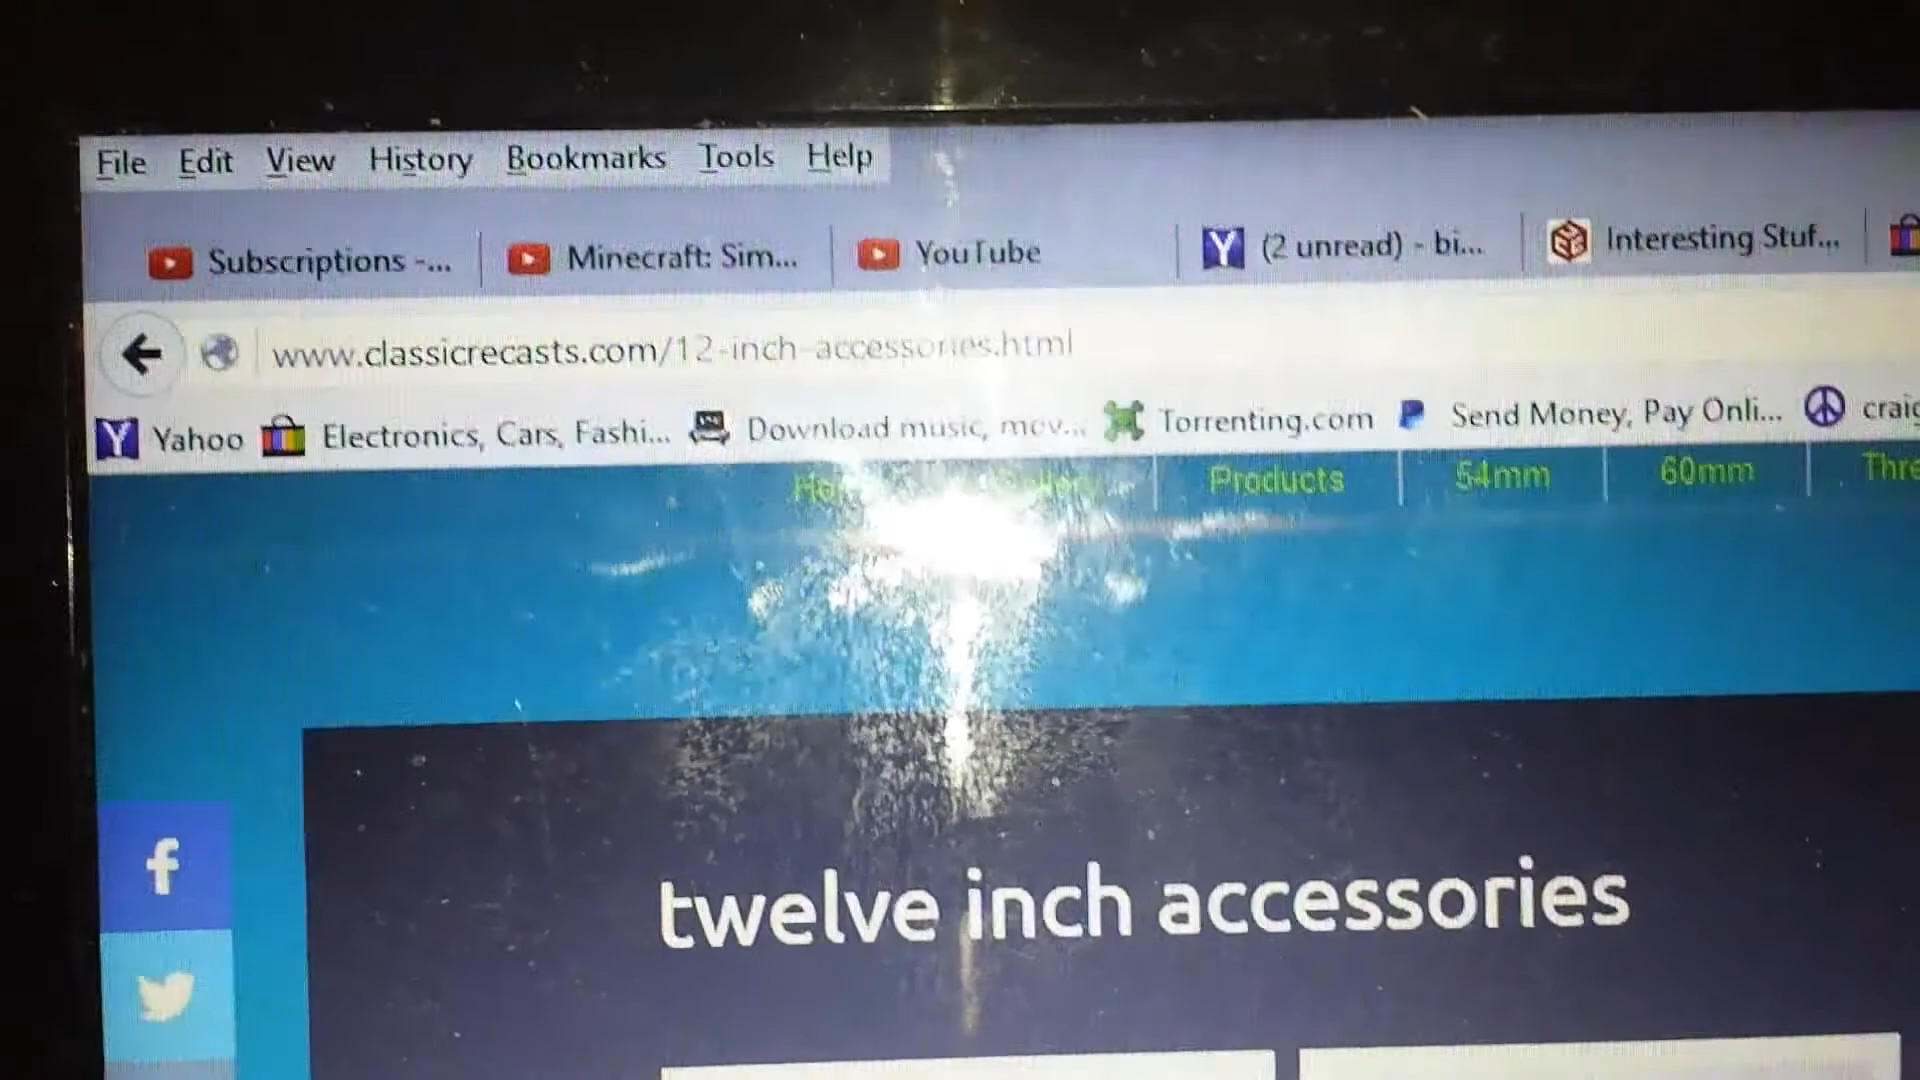 File Edit View History Bookmarks Tools Help
Subscriptions -... Minecraft: Sim... YouTube (2 unread) - bi... Interesting Stuf...
www.classicrecasts.com/12-inch-accessories.html
Yahoo Electronics, Cars, Fashi... Download music, mov... Torrenting.com Send Money, Pay Onli... craig
Products 54mm 60mm Thre
twelve inch accessories